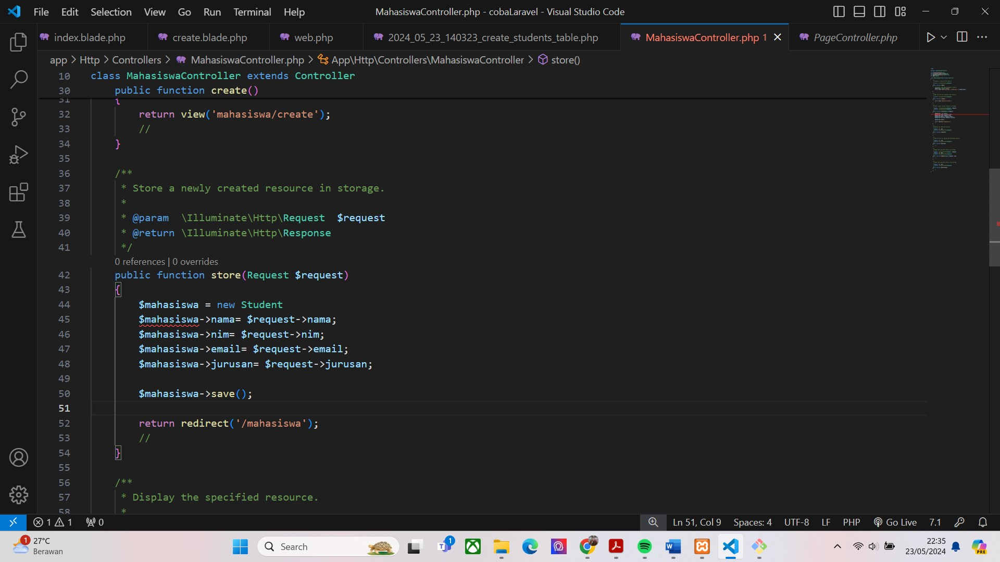 File Edit Selection View Go Run Terminal Help MahasiswaController.php - cobaLaravel - Visual Studio Code
index.blade.php create.blade.php web.php 2024_05_23_140323_create_students_table.php MahasiswaController.php 1 PageController.php
app > Http > Controllers > MahasiswaController.php > App\Http\Controllers\MahasiswaController > store()
10 class MahasiswaController extends Controller
30 public function create()
31 {
32 return view('mahasiswa/create');
33 //
34 }
35
36 /**
37 * Store a newly created resource in storage.
38 *
39 * @param  \Illuminate\Http\Request  $request
40 * @return \Illuminate\Http\Response
41 */
0 references | 0 overrides
42 public function store(Request $request)
43 {
44 $mahasiswa = new Student
45 $mahasiswa->nama= $request->nama;
46 $mahasiswa->nim= $request->nim;
47 $mahasiswa->email= $request->email;
48 $mahasiswa->jurusan= $request->jurusan;
49
50 $mahasiswa->save();
51
52 return redirect('/mahasiswa');
53 //
54 }
55
56 /**
57 * Display the specified resource.
58 *
1 1 0 Ln 51, Col 9 Spaces: 4 UTF-8 LF PHP Go Live 7.1
1 27°C
Berawan
Search
1
22:35
23/05/2024
PRE